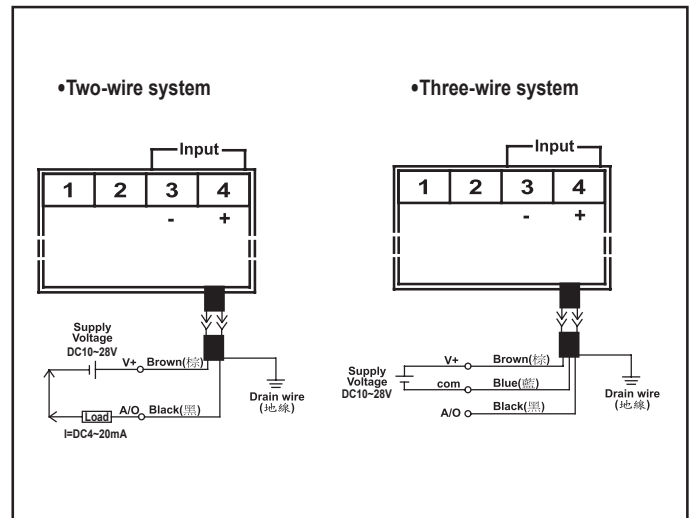 •Two-wire system
Input
1 2 3 4
- +
Supply
Voltage
DC10~28V
V+ Brown(棕)
Load A/O Black(黑)
I=DC4~20mA
Drain wire
(地線)
•Three-wire system
Input
1 2 3 4
- +
V+ Brown(棕)
Supply
Voltage
DC10~28V
com Blue(藍)
A/O Black(黑)
Drain wire
(地線)